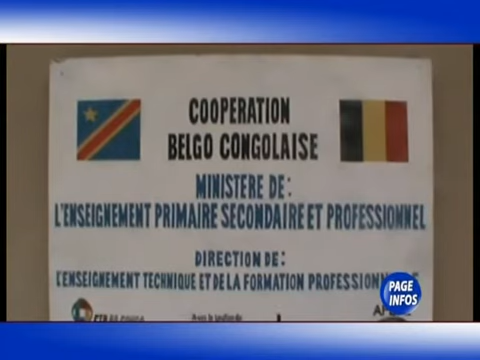 COOPERATION
BELGO CONGOLAISE
MINISTERE DE:
L'ENSEIGNEMENT PRIMAIRE SECONDAIRE ET PROFESSIONNEL
DIRECTION DE:
L'ENSEIGNEMENT TECHNIQUE ET DE LA FORMATION
PAGE
INFOS